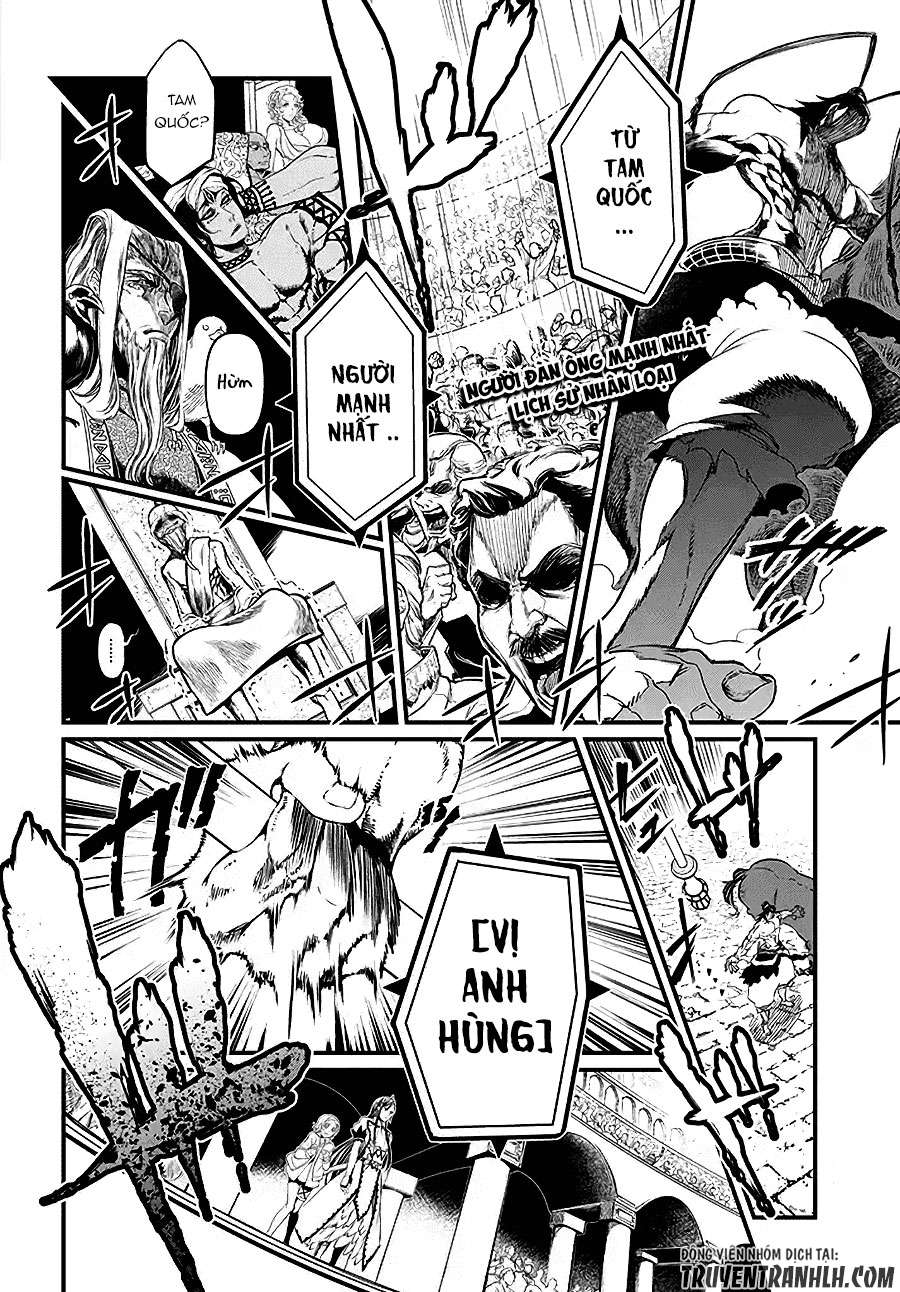 TỪ
TAM
QUỐC
...
TAM
QUỐC?
[NGƯỜI ĐÀN ÔNG MẠNH NHẤT
LỊCH SỬ NHÂN LOẠI
NGƯỜI
MẠNH
NHẤT ..
Hừm
......
[VỊ
ANH
HÙNG]
ĐỘNG VIÊN NHÓM DỊCH TẠI:
TRUYENTRANHLH.COM